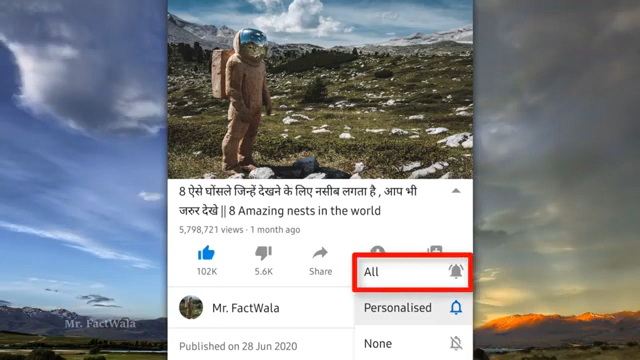 8 ऐसे घोंसले जिन्हें देखने के लिए नसीब लगता है , आप भी
जरुर देखे || 8 Amazing nests in the world
5,798,721 views · 1 month ago
102K
5.6K
Share
All
Mr. FactWala
Personalised
Mr. FactWala
Published on 28 Jun 2020
None